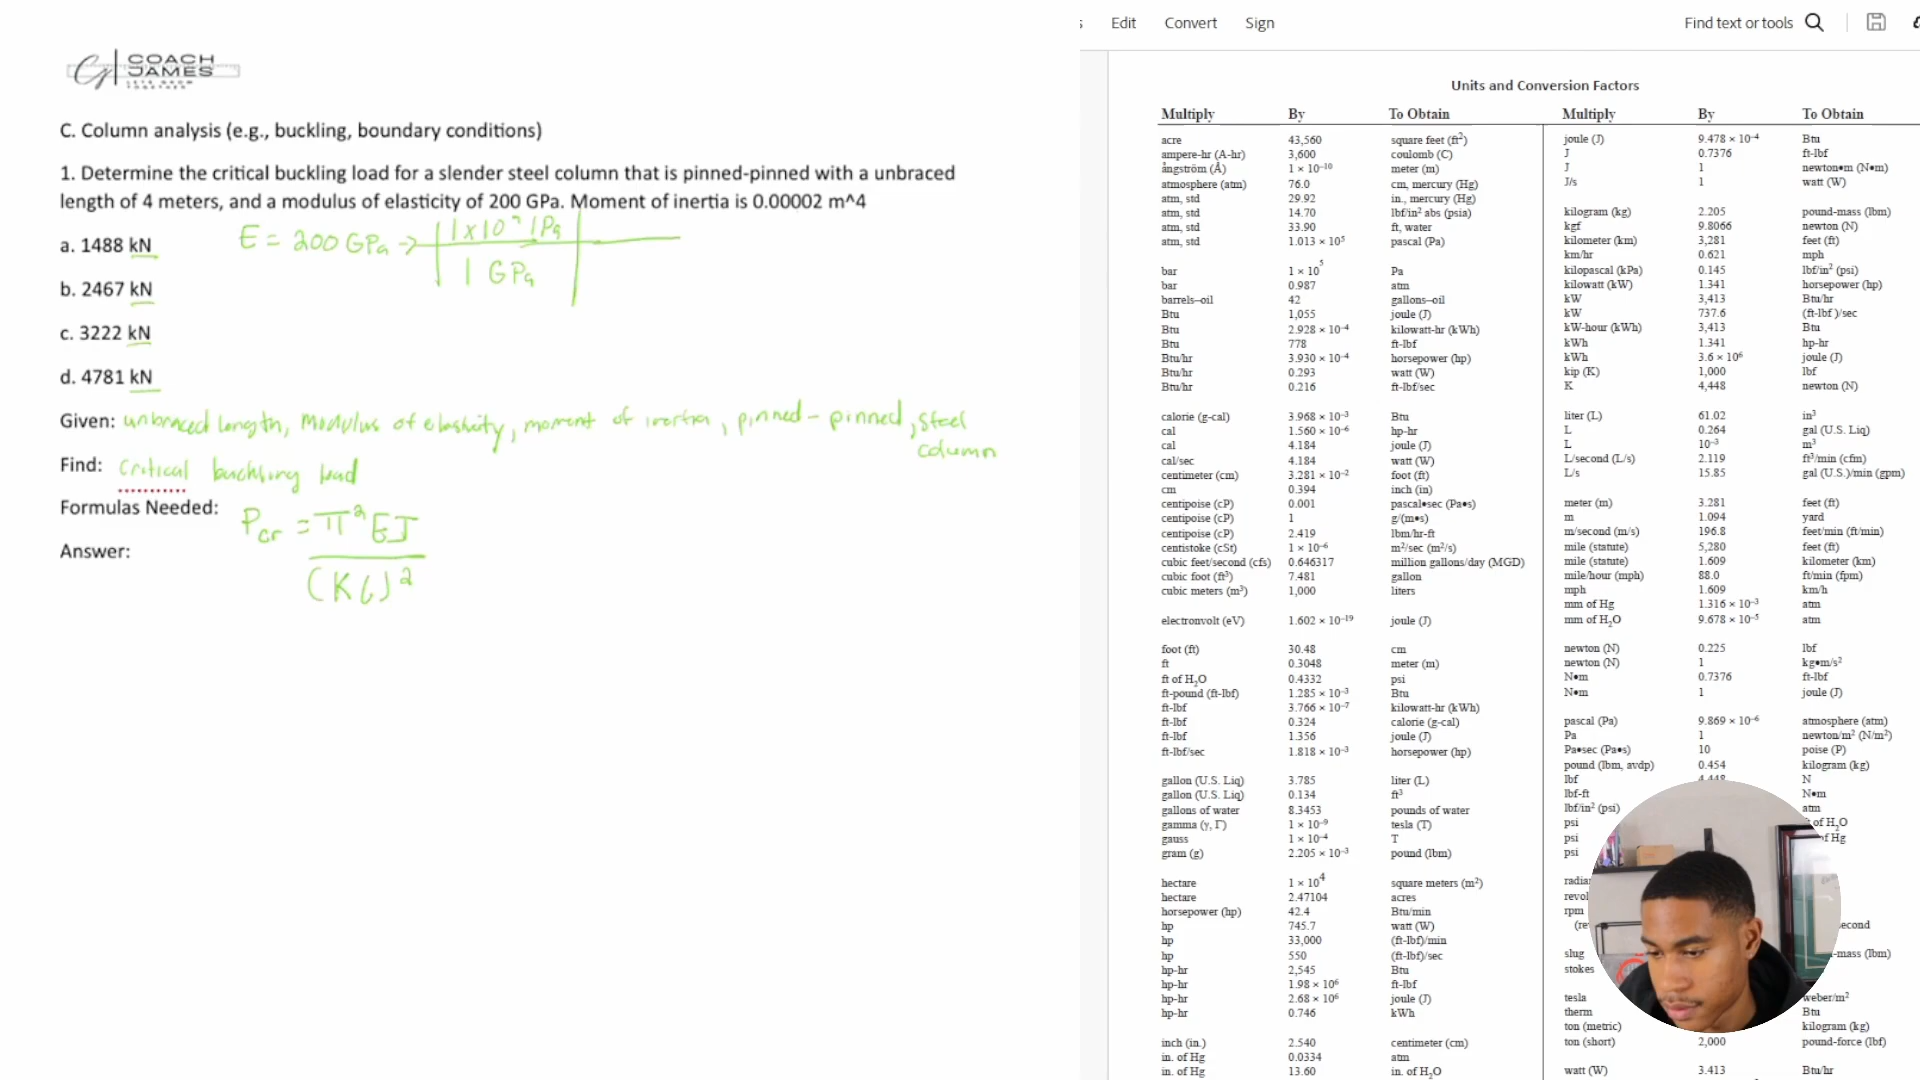 COACH
JAMES
LET'S GROW
TOGETHER
C. Column analysis (e.g., buckling, boundary conditions)
1. Determine the critical buckling load for a slender steel column that is pinned-pinned with a unbraced
length of 4 meters, and a modulus of elasticity of 200 GPa. Moment of inertia is 0.00002 m^4
E = 200 GPa → 1x10⁹ Pa
1 GPa
a. 1488 kN
b. 2467 kN
c. 3222 kN
d. 4781 kN
Given: unbraced length, modulus of elasticity, moment of inertia, pinned - pinned, steel
column
Find: critical buckling load
Formulas Needed: Pcr = π² EI
(KL)²
Answer:
Edit Convert Sign Find text or tools
Units and Conversion Factors
Multiply By To Obtain
acre 43,560 square feet (ft²)
ampere-hr (A-hr) 3,600 coulomb (C)
ångström (Å) 1 × 10⁻¹⁰ meter (m)
atmosphere (atm) 76.0 cm, mercury (Hg)
atm, std 29.92 in., mercury (Hg)
atm, std 14.70 lbf/in² abs (psia)
atm, std 33.90 ft, water
atm, std 1.013 × 10⁵ pascal (Pa)
bar 1 × 10⁵ Pa
bar 0.987 atm
barrels–oil 42 gallons–oil
Btu 1,055 joule (J)
Btu 2.928 × 10⁻⁴ kilowatt-hr (kWh)
Btu 778 ft-lbf
Btu/hr 3.930 × 10⁻⁴ horsepower (hp)
Btu/hr 0.293 watt (W)
Btu/hr 0.216 ft-lbf/sec
calorie (g-cal) 3.968 × 10⁻³ Btu
cal 1.560 × 10⁻⁶ hp-hr
cal 4.184 joule (J)
cal/sec 4.184 watt (W)
centimeter (cm) 3.281 × 10⁻² foot (ft)
cm 0.394 inch (in)
centipoise (cP) 0.001 pascal•sec (Pa•s)
centipoise (cP) 1 g/(m•s)
centipoise (cP) 2.419 lbm/hr-ft
centistoke (cSt) 1 × 10⁻⁶ m²/sec (m²/s)
cubic feet/second (cfs) 0.646317 million gallons/day (MGD)
cubic foot (ft³) 7.481 gallon
cubic meters (m³) 1,000 liters
electronvolt (eV) 1.602 × 10⁻¹⁹ joule (J)
foot (ft) 30.48 cm
ft 0.3048 meter (m)
ft of H₂O 0.4332 psi
ft-pound (ft-lbf) 1.285 × 10⁻³ Btu
ft-lbf 3.766 × 10⁻⁷ kilowatt-hr (kWh)
ft-lbf 0.324 calorie (g-cal)
ft-lbf 1.356 joule (J)
ft-lbf/sec 1.818 × 10⁻³ horsepower (hp)
gallon (U.S. Liq) 3.785 liter (L)
gallon (U.S. Liq) 0.134 ft³
gallons of water 8.3453 pounds of water
gamma (γ, Γ) 1 × 10⁻⁹ tesla (T)
gauss 1 × 10⁻⁴ T
gram (g) 2.205 × 10⁻³ pound (lbm)
hectare 1 × 10⁴ square meters (m²)
hectare 2.47104 acres
horsepower (hp) 42.4 Btu/min
hp 745.7 watt (W)
hp 33,000 (ft-lbf)/min
hp 550 (ft-lbf)/sec
hp-hr 2,545 Btu
hp-hr 1.98 × 10⁶ ft-lbf
hp-hr 2.68 × 10⁶ joule (J)
hp-hr 0.746 kWh
inch (in.) 2.540 centimeter (cm)
in. of Hg 0.0334 atm
in. of Hg 13.60 in. of H₂O
Multiply By To Obtain
joule (J) 9.478 × 10⁻⁴ Btu
J 0.7376 ft-lbf
J 1 newton•m (N•m)
J/s 1 watt (W)
kilogram (kg) 2.205 pound-mass (lbm)
kgf 9.8066 newton (N)
kilometer (km) 3,281 feet (ft)
km/hr 0.621 mph
kilopascal (kPa) 0.145 lbf/in² (psi)
kilowatt (kW) 1.341 horsepower (hp)
kW 3,413 Btu/hr
kW 737.6 (ft-lbf )/sec
kW-hour (kWh) 3,413 Btu
kWh 1.341 hp-hr
kWh 3.6 × 10⁶ joule (J)
kip (K) 1,000 lbf
K 4,448 newton (N)
liter (L) 61.02 in³
L 0.264 gal (U.S. Liq)
L 10⁻³ m³
L/second (L/s) 2.119 ft³/min (cfm)
L/s 15.85 gal (U.S.)/min (gpm)
meter (m) 3.281 feet (ft)
m 1.094 yard
m/second (m/s) 196.8 feet/min (ft/min)
mile (statute) 5,280 feet (ft)
mile (statute) 1.609 kilometer (km)
mile/hour (mph) 88.0 ft/min (fpm)
mph 1.609 km/h
mm of Hg 1.316 × 10⁻³ atm
mm of H₂O 9.678 × 10⁻⁵ atm
newton (N) 0.225 lbf
newton (N) 1 kg•m/s²
N•m 0.7376 ft-lbf
N•m 1 joule (J)
pascal (Pa) 9.869 × 10⁻⁶ atmosphere (atm)
Pa 1 newton/m² (N/m²)
Pa•sec (Pa•s) 10 poise (P)
pound (lbm, avdp) 0.454 kilogram (kg)
lbf 4.448 N
lbf-ft N•m
lbf/in² (psi) atm
psi of H₂O
psi of Hg
psi
rpm
slug -mass (lbm)
stokes
tesla weber/m²
therm Btu
ton (metric) kilogram (kg)
ton (short) 2,000 pound-force (lbf)
watt (W) 3.413 Btu/hr